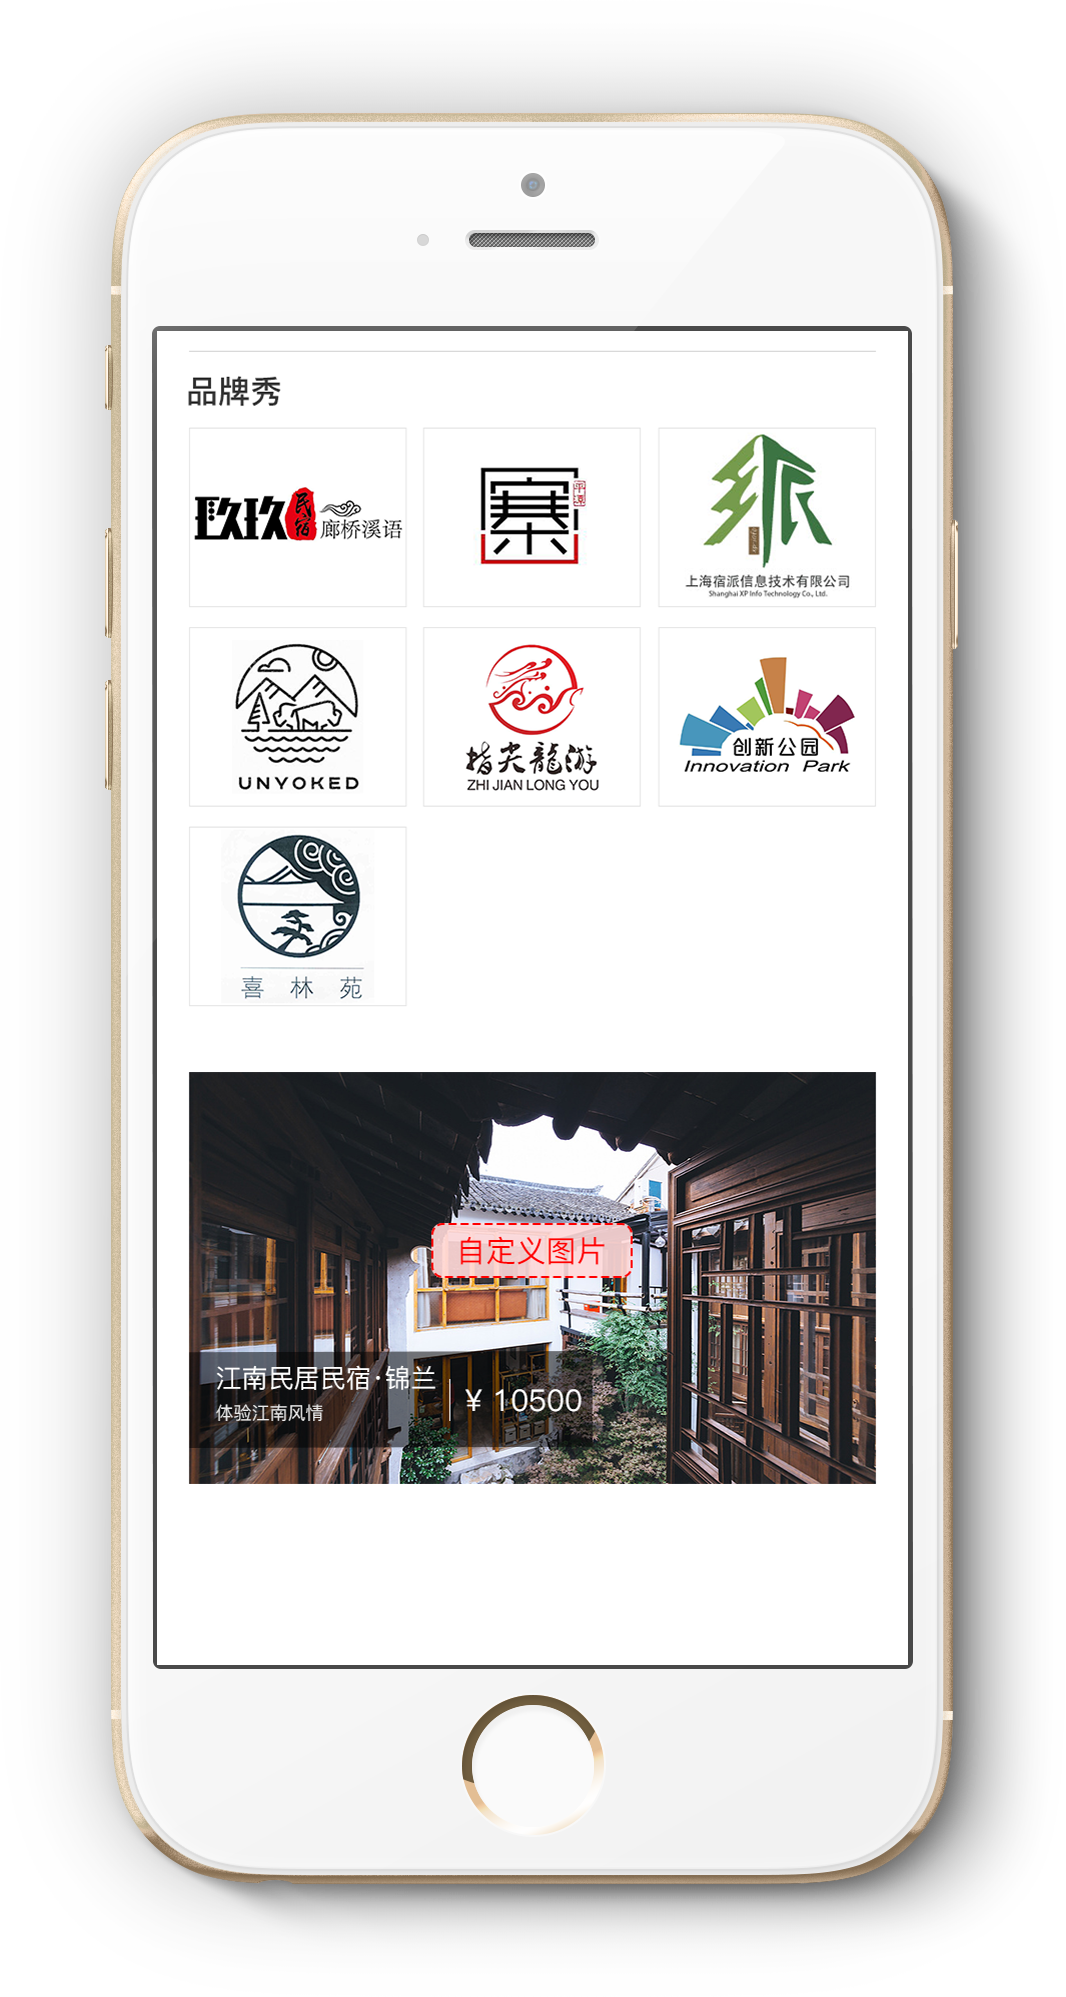 品牌秀
玖玖
民宿
廊桥溪语
寨
派
上海宿派信息技术有限公司
Shanghai XP Info Technology Co., Ltd.
UNYOKED
指尖龍游
ZHI JIAN LONG YOU
创新公园
Innovation Park
喜林苑
自定义图片
江南民居民宿·锦兰
体验江南风情
¥ 10500